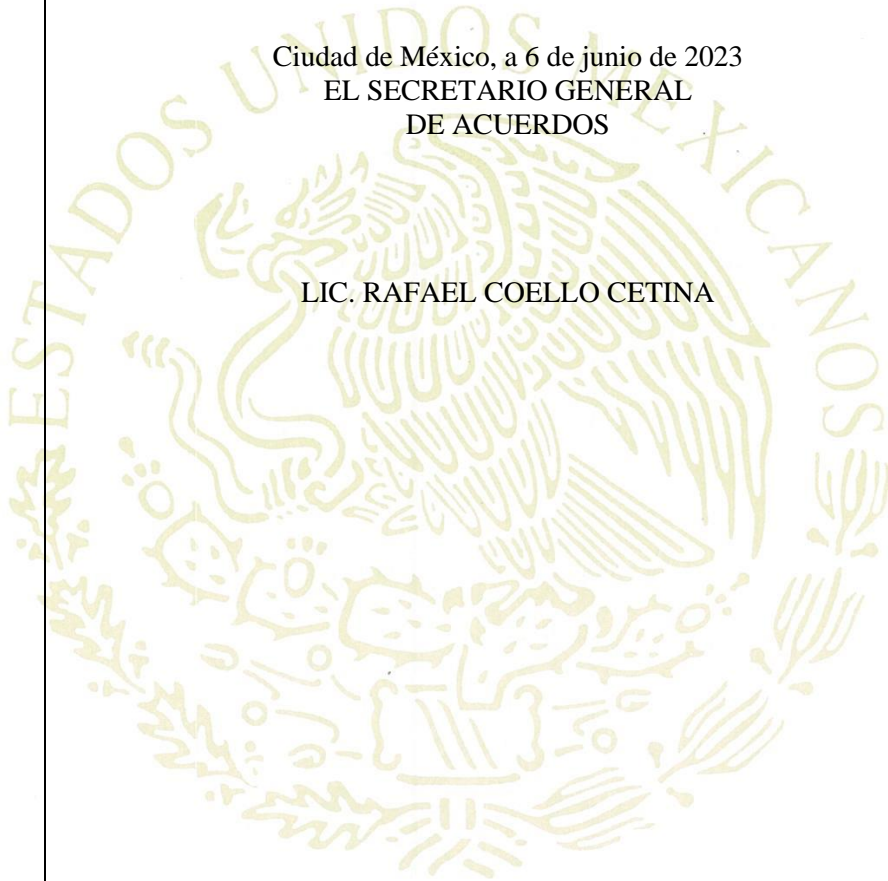 Ciudad de México, a 6 de junio de 2023
EL SECRETARIO GENERAL
DE ACUERDOS
LIC. RAFAEL COELLO CETINA
ESTADOS UNIDOS MEXICANOS